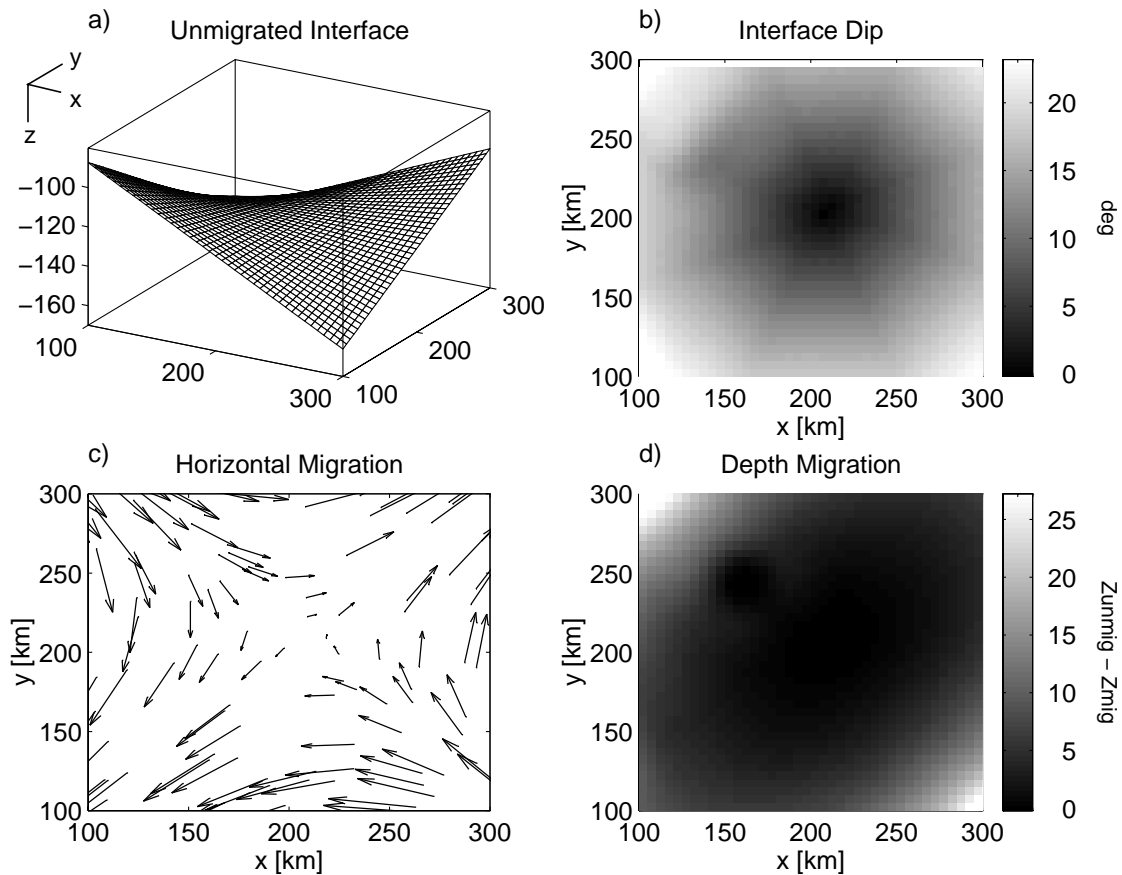 a)
Unmigrated Interface
y
x
z
−100
−120
−140
−160
100
200
300
100
200
300
b)
Interface Dip
300
250
200
150
100
y [km]
100 150 200 250 300
x [km]
20
15
10
5
0
deg
c)
Horizontal Migration
300
250
200
150
100
y [km]
100 150 200 250 300
x [km]
d)
Depth Migration
300
250
200
150
100
y [km]
100 150 200 250 300
x [km]
25
20
15
10
5
0
Zunmig − Zmig